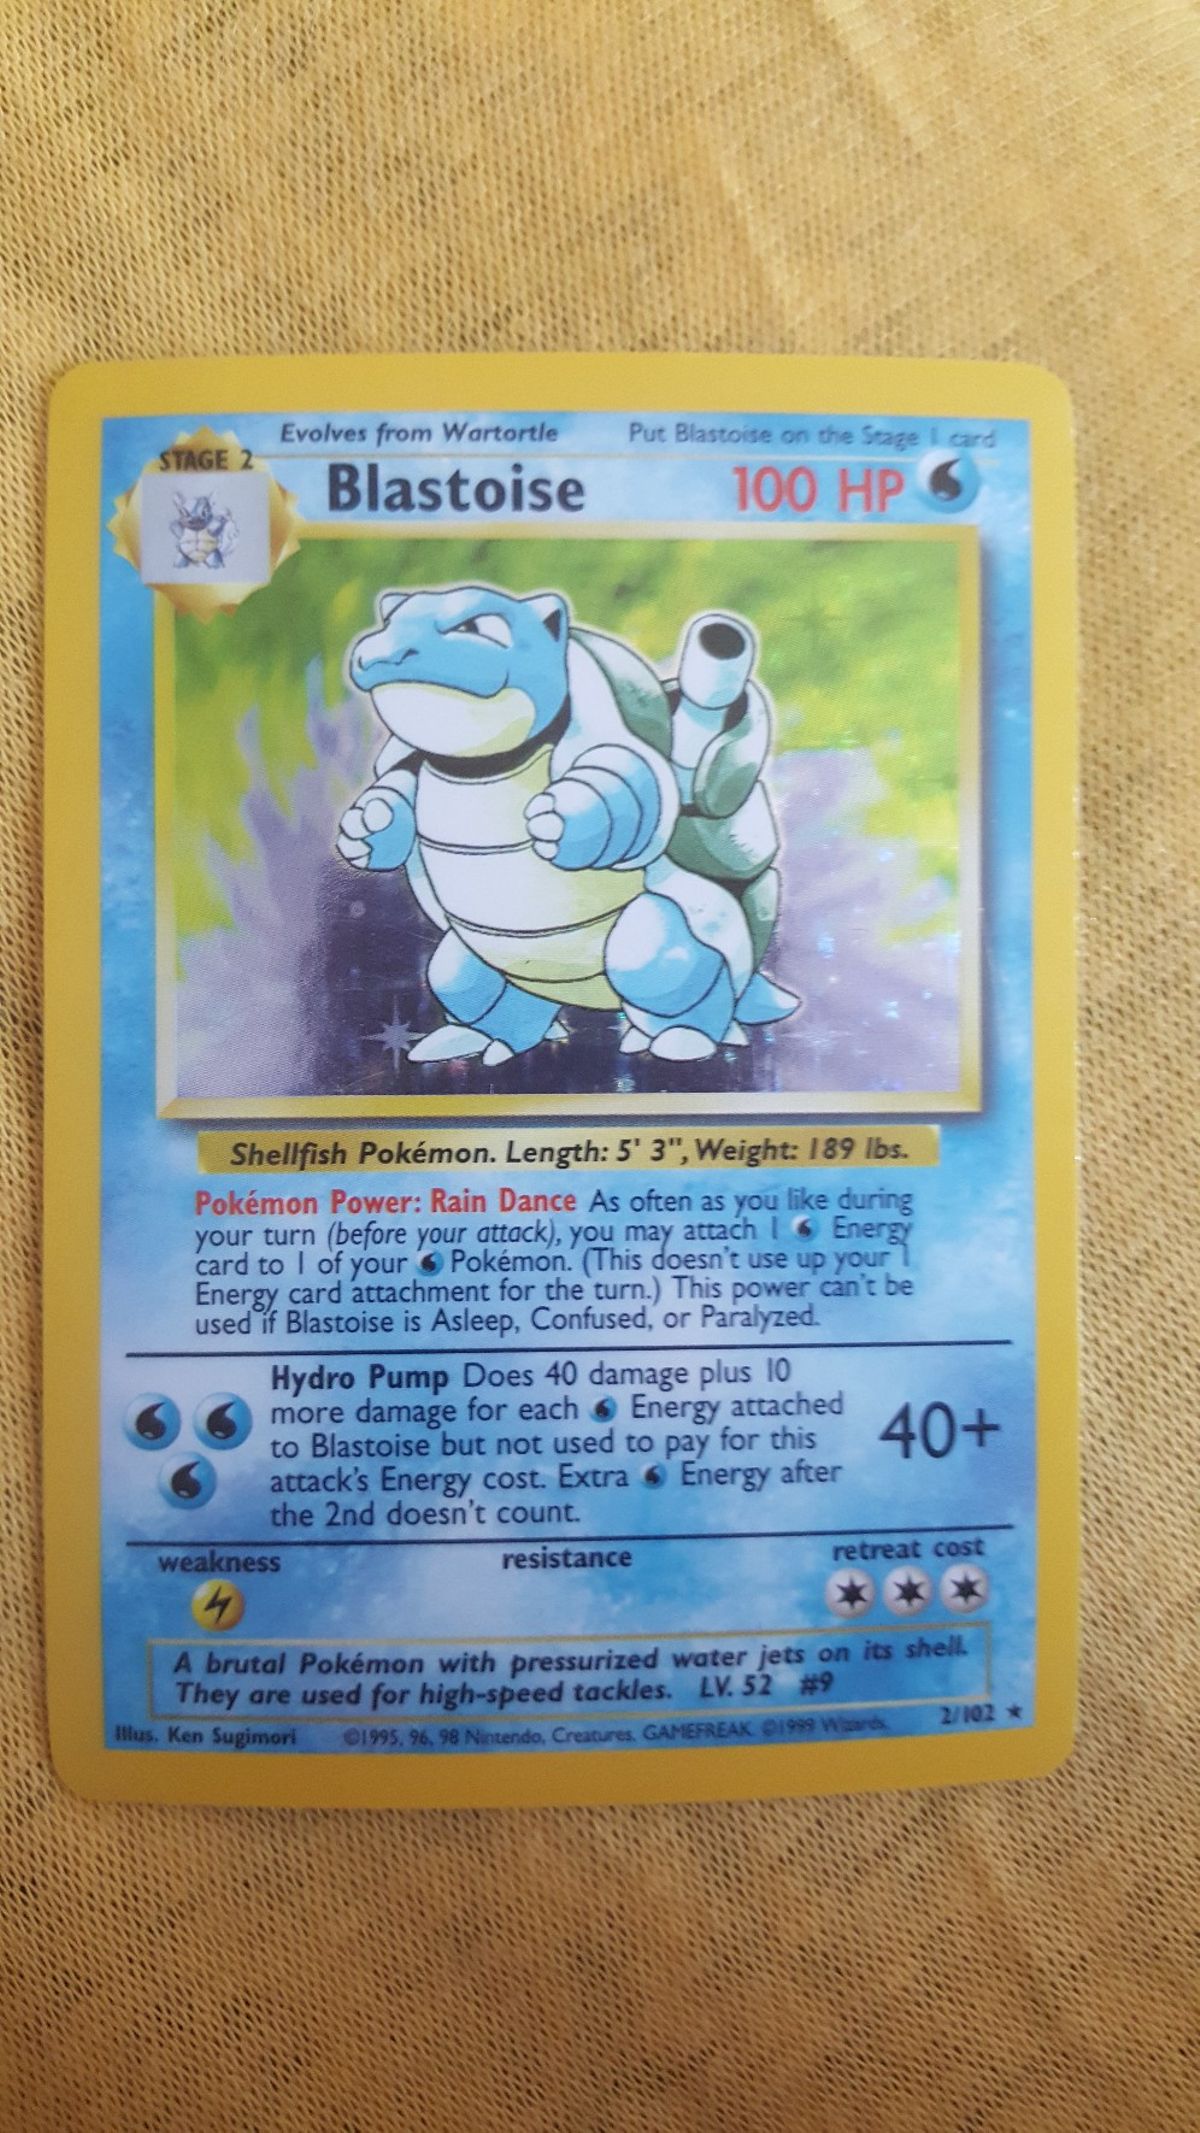 Evolves from Wartortle Put Blastoise on the Stage 1 card
STAGE 2
Blastoise 100 HP
Shellfish Pokémon. Length: 5' 3", Weight: 189 lbs.
Pokémon Power: Rain Dance As often as you like during
your turn (before your attack), you may attach 1 Energy
card to 1 of your Pokémon. (This doesn't use up your 1
Energy card attachment for the turn.) This power can't be
used if Blastoise is Asleep, Confused, or Paralyzed.
Hydro Pump Does 40 damage plus 10
more damage for each Energy attached
to Blastoise but not used to pay for this
attack's Energy cost. Extra Energy after
the 2nd doesn't count.
40+
weakness resistance retreat cost
A brutal Pokémon with pressurized water jets on its shell.
They are used for high-speed tackles. LV. 52 #9
Illus. Ken Sugimori ©1995, 96, 98 Nintendo, Creatures, GAMEFREAK. ©1999 Wizards. 2/102